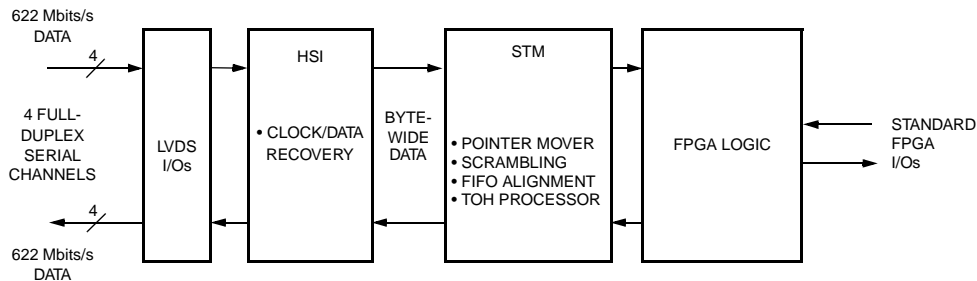 622 Mbits/s
DATA
4
4 FULL-
DUPLEX
SERIAL
CHANNELS
4
622 Mbits/s
DATA
LVDS
I/Os
HSI
• CLOCK/DATA
RECOVERY
BYTE-
WIDE
DATA
STM
• POINTER MOVER
• SCRAMBLING
• FIFO ALIGNMENT
• TOH PROCESSOR
FPGA LOGIC
STANDARD
FPGA
I/Os